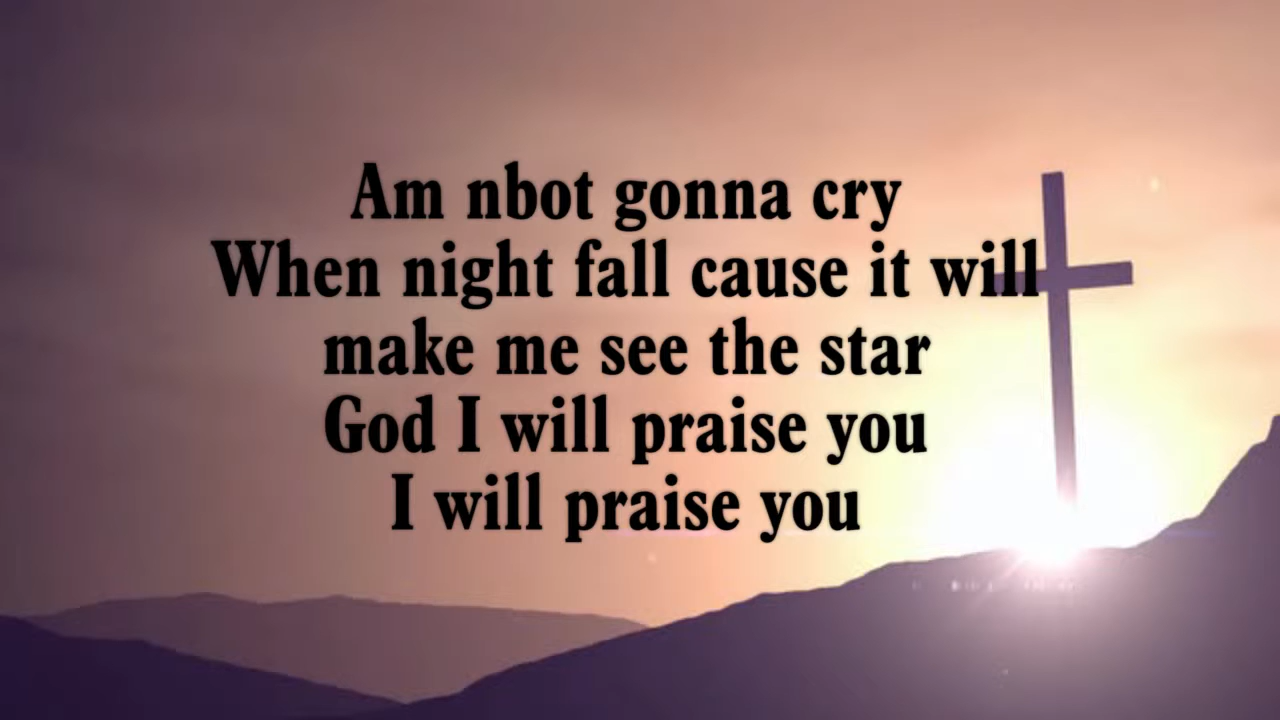 Am nbot gonna cry
When night fall cause it will
make me see the star
God I will praise you
I will praise you